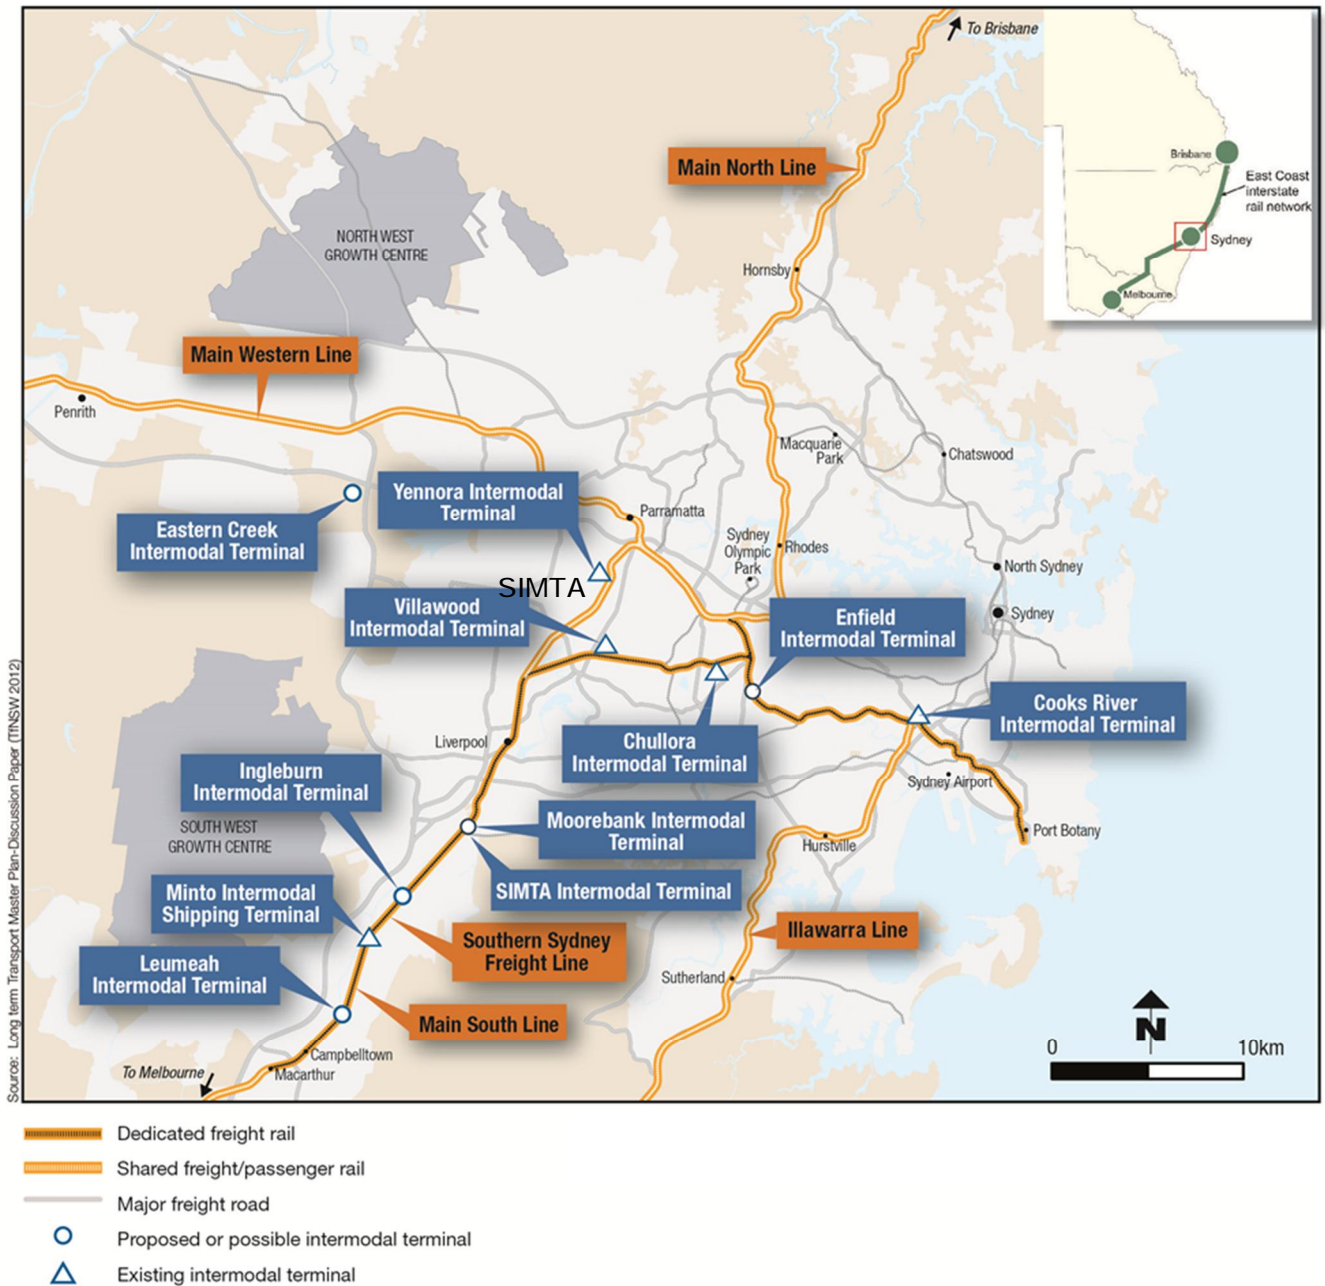 To Brisbane
Brisbane
East Coast
interstate
rail network
Sydney
Melbourne
Main North Line
NORTH WEST
GROWTH CENTRE
Hornsby
Main Western Line
Penrith
Macquarie
Park
Chatswood
Yennora Intermodal
Terminal
Eastern Creek
Intermodal Terminal
Parramatta
Sydney
Olympic
Park
Rhodes
North Sydney
Sydney
SIMTA
Villawood
Intermodal Terminal
Enfield
Intermodal Terminal
Cooks River
Intermodal Terminal
Liverpool
Chullora
Intermodal Terminal
Sydney Airport
Ingleburn
Intermodal Terminal
SOUTH WEST
GROWTH CENTRE
Moorebank Intermodal
Terminal
Hurstville
Port Botany
SIMTA Intermodal Terminal
Minto Intermodal
Shipping Terminal
Southern Sydney
Freight Line
Illawarra Line
Leumeah
Intermodal Terminal
Sutherland
Main South Line
Campbelltown
Macarthur
To Melbourne
N
0 10km
Source: Long term Transport Master Plan-Discussion Paper (TfNSW 2012)
Dedicated freight rail
Shared freight/passenger rail
Major freight road
Proposed or possible intermodal terminal
Existing intermodal terminal